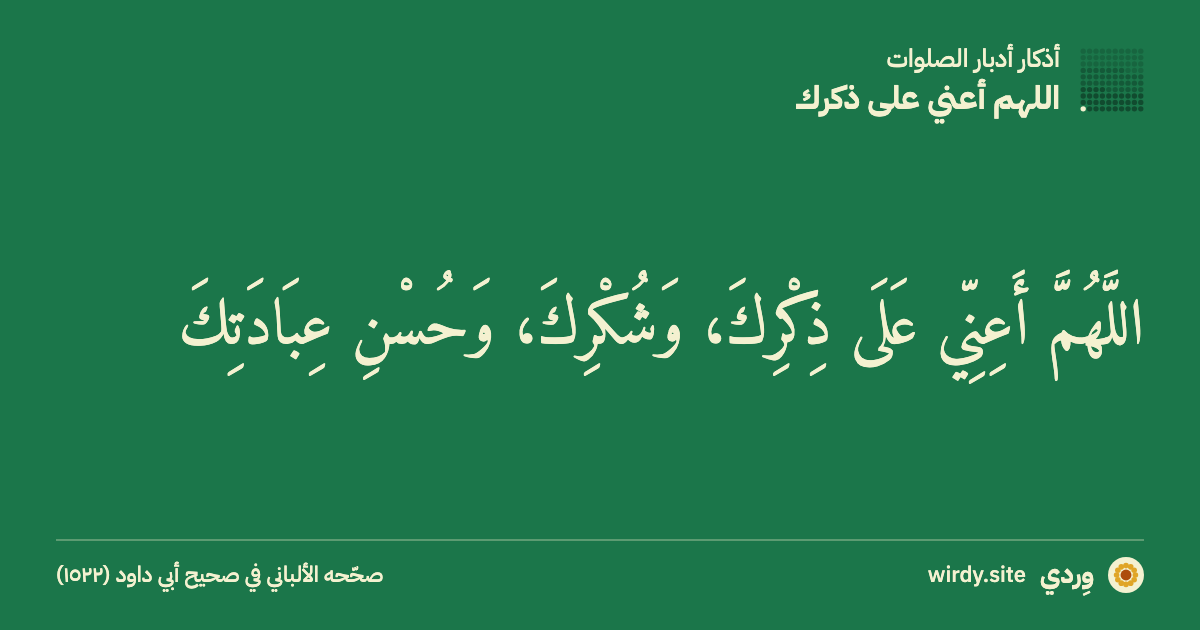 أذكار أدبار الصلوات
اللهم أعني على ذكرك
اللَّهُمَّ أَعِنِّي عَلَى ذِكْرِكَ، وَشُكْرِكَ، وَحُسْنِ عِبَادَتِكَ
وِردي wirdy.site
صحّحه الألباني في صحيح أبي داود (١٥٢٢)